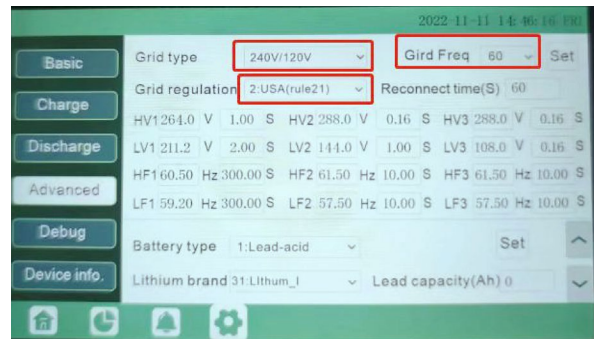 2022-11-11 14:46:16 FRI
Basic
Charge
Discharge
Advanced
Debug
Device info.
Grid type 240V/120V Gird Freq 60 Set
Grid regulation 2:USA(rule21) Reconnect time(S) 60
HV1 264.0 V 1.00 S HV2 288.0 V 0.16 S HV3 288.0 V 0.16 S
LV1 211.2 V 2.00 S LV2 144.0 V 1.00 S LV3 108.0 V 0.16 S
HF1 60.50 Hz 300.00 S HF2 61.50 Hz 10.00 S HF3 61.50 Hz 10.00 S
LF1 59.20 Hz 300.00 S LF2 57.50 Hz 10.00 S LF3 57.50 Hz 10.00 S
Battery type 1:Lead-acid Set
Lithium brand 31:LIthum_I Lead capacity(Ah) 0